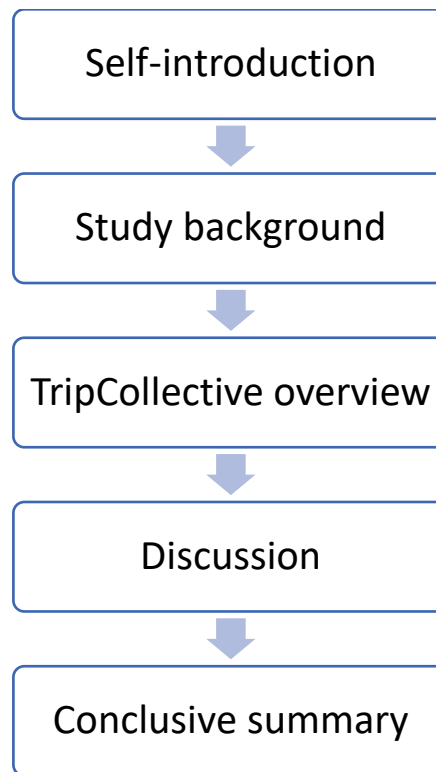 Self-introduction
Study background
TripCollective overview
Discussion
Conclusive summary